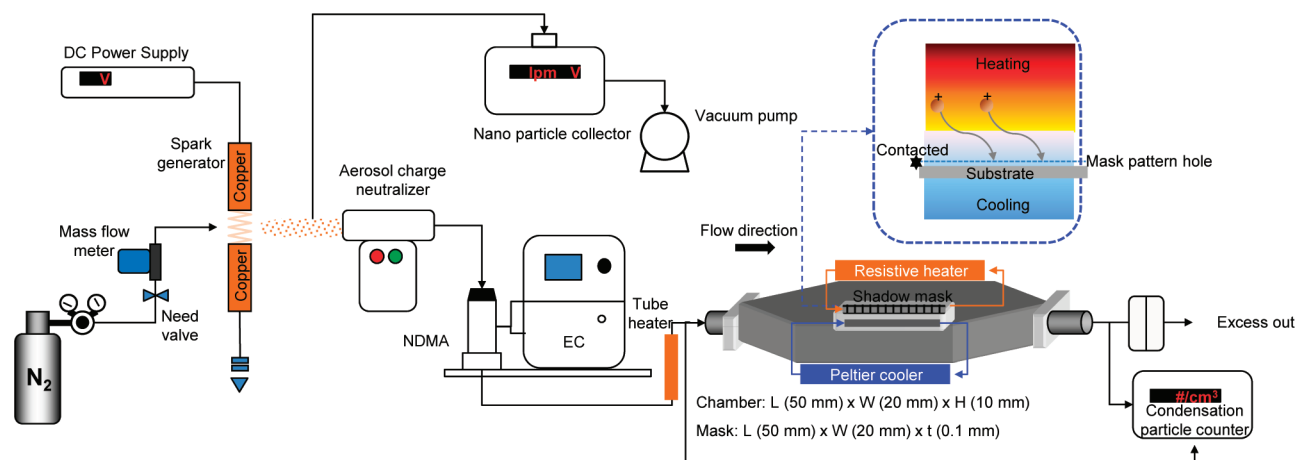 DC Power Supply
V
Spark
generator
Copper
Copper
Mass flow
meter
Need
valve
N2
lpm V
Nano particle collector
Vacuum pump
Aerosol charge
neutralizer
NDMA
EC
Tube
heater
Heating
+
+
Contacted
Mask pattern hole
Substrate
Cooling
Flow direction
Resistive heater
Shadow mask
Peltier cooler
Chamber: L (50 mm) x W (20 mm) x H (10 mm)
Mask: L (50 mm) x W (20 mm) x t (0.1 mm)
Excess out
#/cm³
Condensation
particle counter